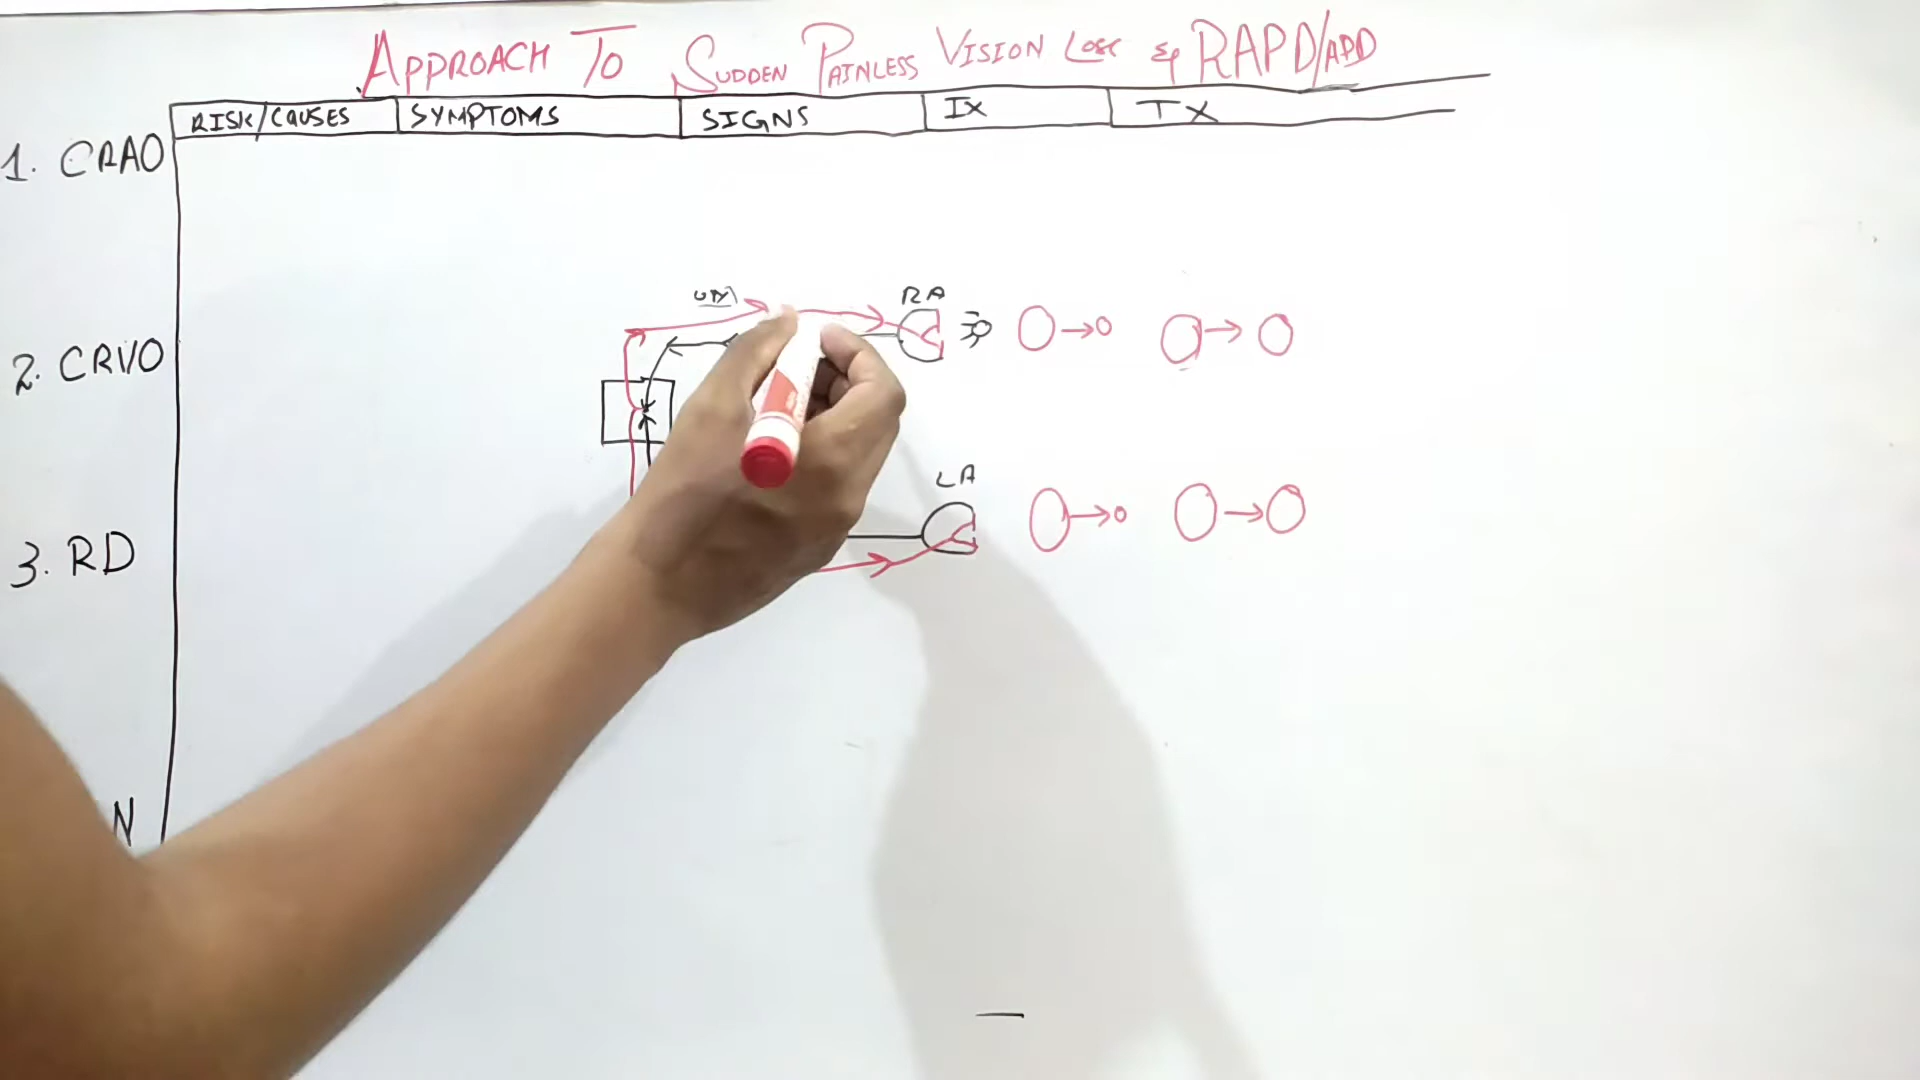 APPROACH TO SUDDEN PAINLESS VISION LOSS & RAPD/APD
RISK/CAUSES SYMPTOMS SIGNS IX TX
1. CRAO
2. CRVO
3. RD
N
RA
LA